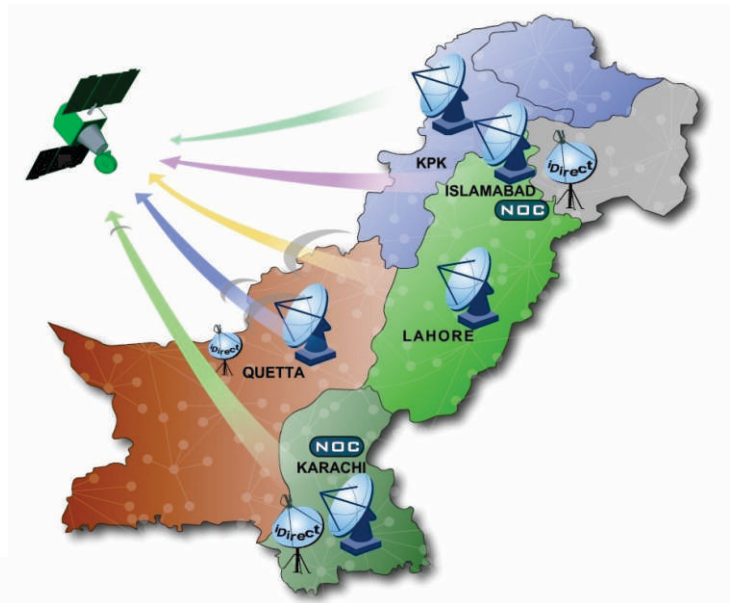 KPK
iDirect
ISLAMABAD
NOC
LAHORE
iDirect
QUETTA
NOC
KARACHI
iDirect